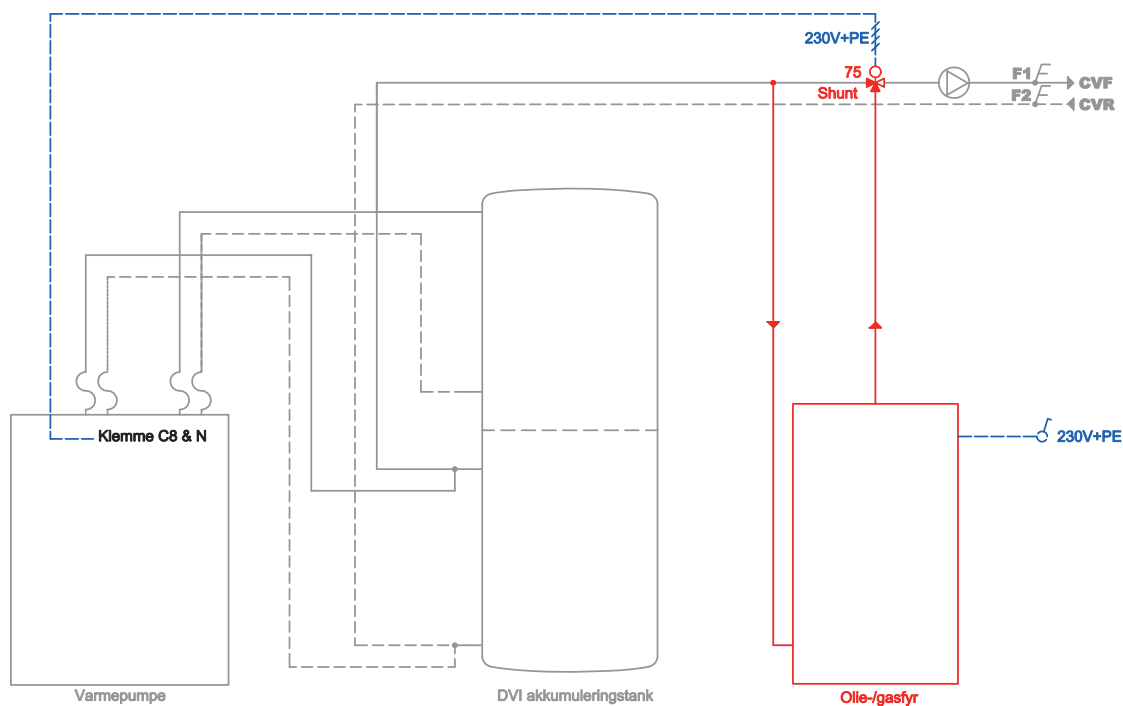 230V+PE
75
Shunt
F1
CVF
F2
CVR
Klemme C8 & N
230V+PE
Varmepumpe
DVI akkumuleringstank
Olie-/gasfyr